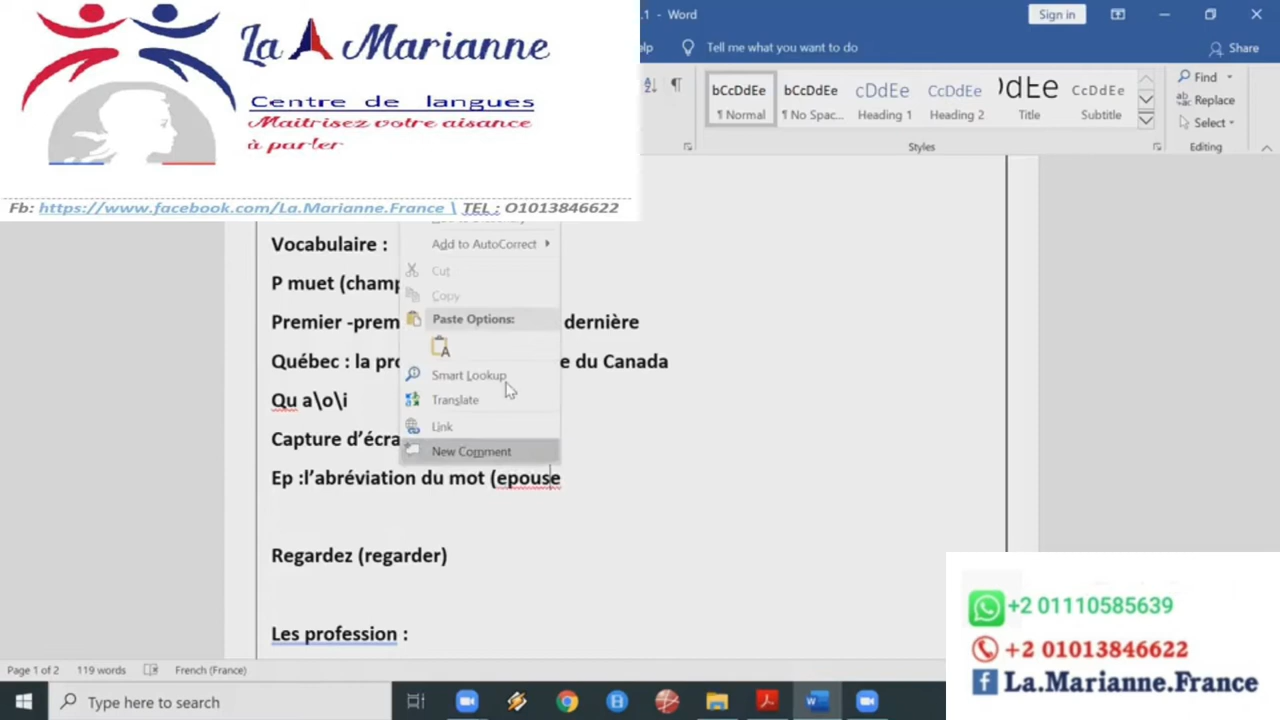 La Marianne
Centre de langues
Maitrisez votre aisance
à parler
Fb: https://www.facebook.com/La.Marianne.France \ TEL : O1013846622
.1 - Word
Sign in
lp
Tell me what you want to do
Share
bCcDdEe
bCcDdEe
cDdEe
CcDdEe
DdEe
CcDdEe
¶ Normal
¶ No Spac...
Heading 1
Heading 2
Title
Subtitle
Styles
Find
Replace
Select
Editing
Vocabulaire :
P muet (champ
Premier -prem
dernière
Québec : la pro
e du Canada
Qu a\o\i
Capture d’écra
Ep :l’abréviation du mot (epouse
Regardez (regarder)
Les profession :
Add to AutoCorrect
Cut
Copy
Paste Options:
Smart Lookup
Translate
Link
New Comment
+2 01110585639
+2 01013846622
La.Marianne.France
Page 1 of 2
119 words
French (France)
Type here to search